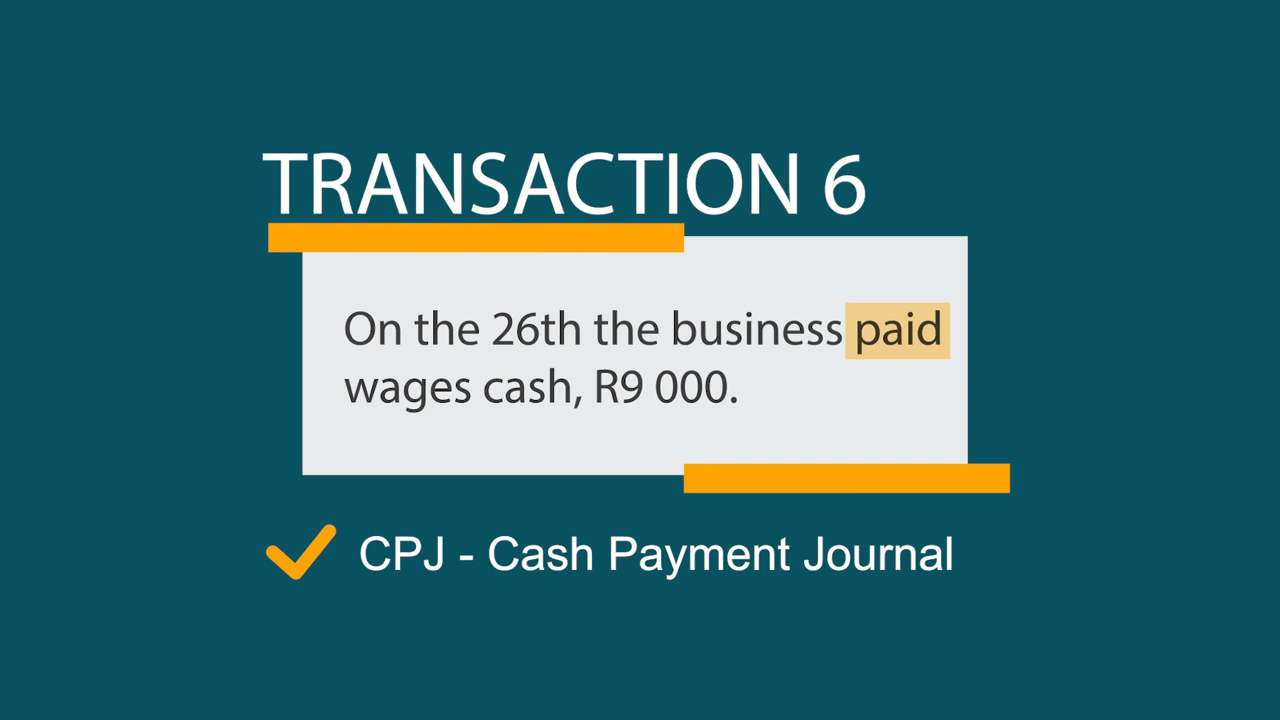 TRANSACTION 6
On the 26th the business paid
wages cash, R9 000.
CPJ - Cash Payment Journal